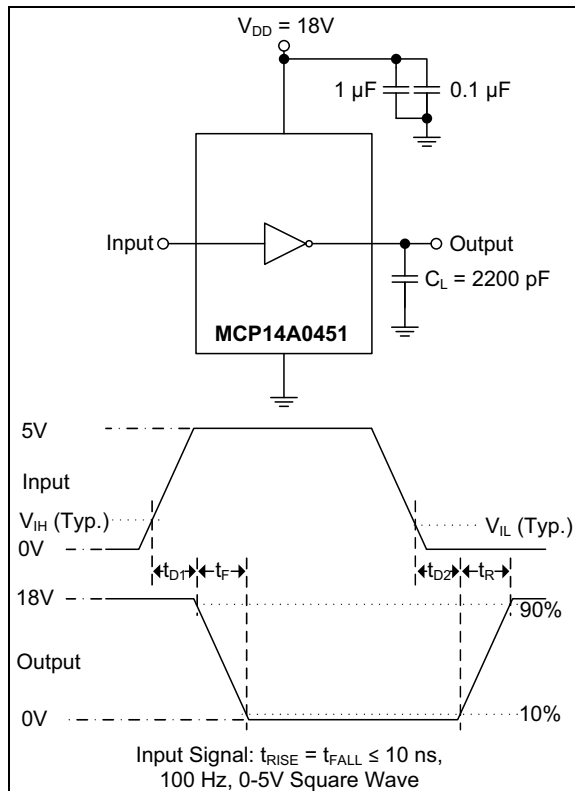 V_DD = 18V
1 µF
0.1 µF
Input
Output
C_L = 2200 pF
MCP14A0451
5V
Input
V_IH (Typ.)
V_IL (Typ.)
0V
t_D1
t_F
t_D2
t_R
18V
90%
Output
0V
10%
Input Signal: t_RISE = t_FALL ≤ 10 ns,
100 Hz, 0-5V Square Wave